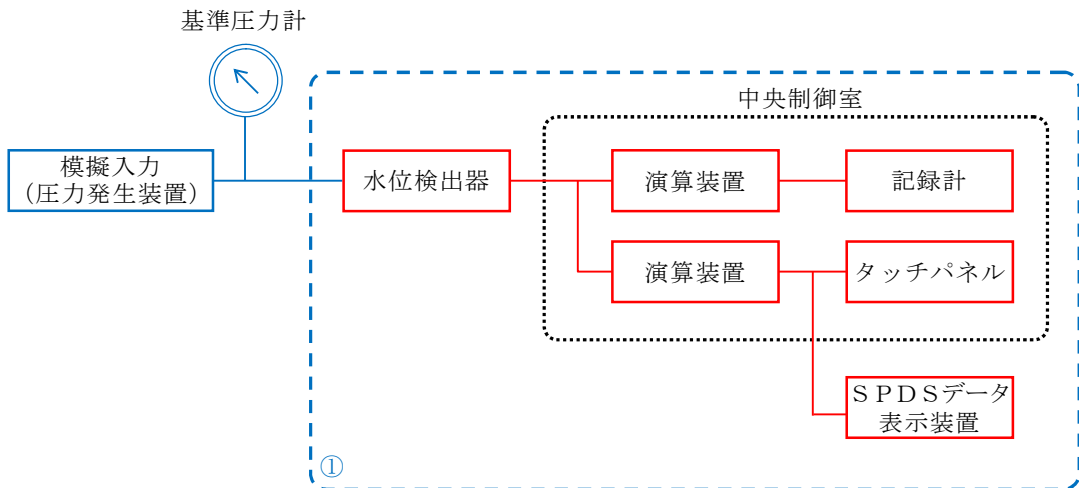 基準圧力計
中央制御室
模擬入力
(圧力発生装置)
水位検出器
演算装置
記録計
演算装置
タッチパネル
SPDSデータ
表示装置
①